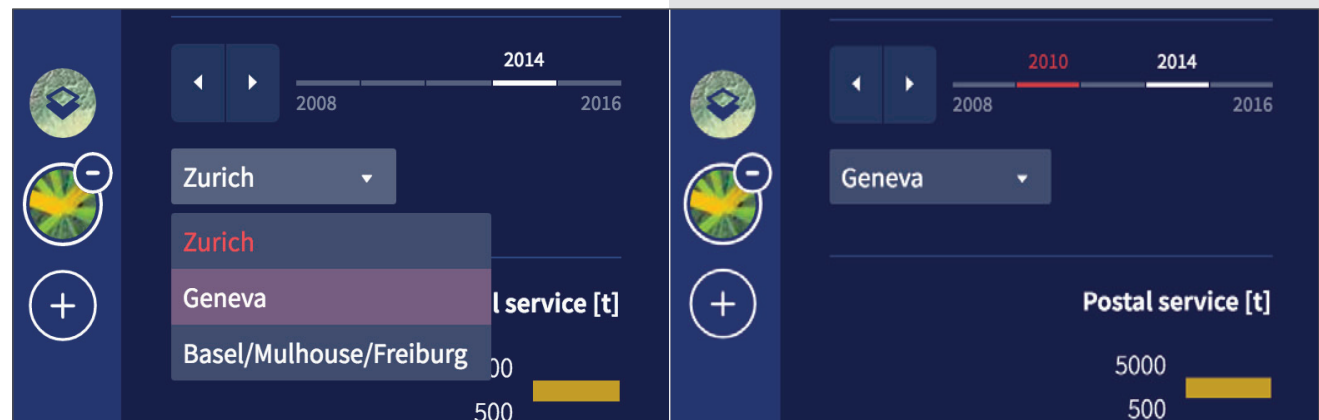 2014
2008 2016
Zurich
Zurich
Geneva
Basel/Mulhouse/Freiburg
l service [t]
00
500
2010 2014
2008 2016
Geneva
Postal service [t]
5000
500